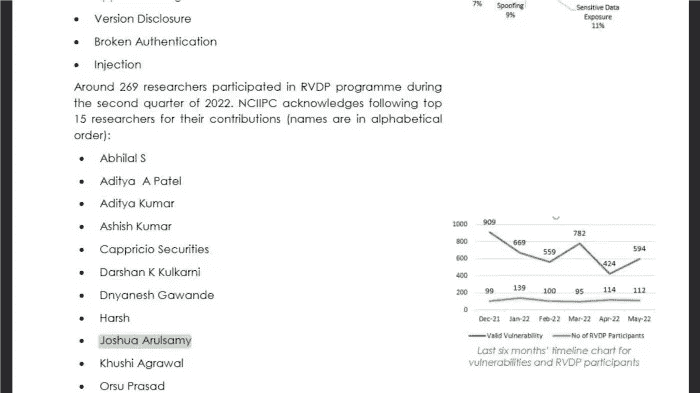 Version Disclosure
Broken Authentication
Injection
Around 269 researchers participated in RVDP programme during
the second quarter of 2022. NCIIPC acknowledges following top
15 researchers for their contributions (names are in alphabetical
order):
Abhilal S
Aditya A Patel
Aditya Kumar
Ashish Kumar
Cappricio Securities
Darshan K Kulkarni
Dnyanesh Gawande
Harsh
Joshua Arulsamy
Khushi Agrawal
Orsu Prasad
7%
Spoofing
9%
Sensitive Data
Exposure
11%
1000
800
600
400
200
0
909
669
559
782
424
594
99
139
100
95
114
112
Dec-21 Jan-22 Feb-22 Mar-22 Apr-22 May-22
Valid Vulnerability No of RVDP Participants
Last six months' timeline chart for
vulnerabilities and RVDP participants